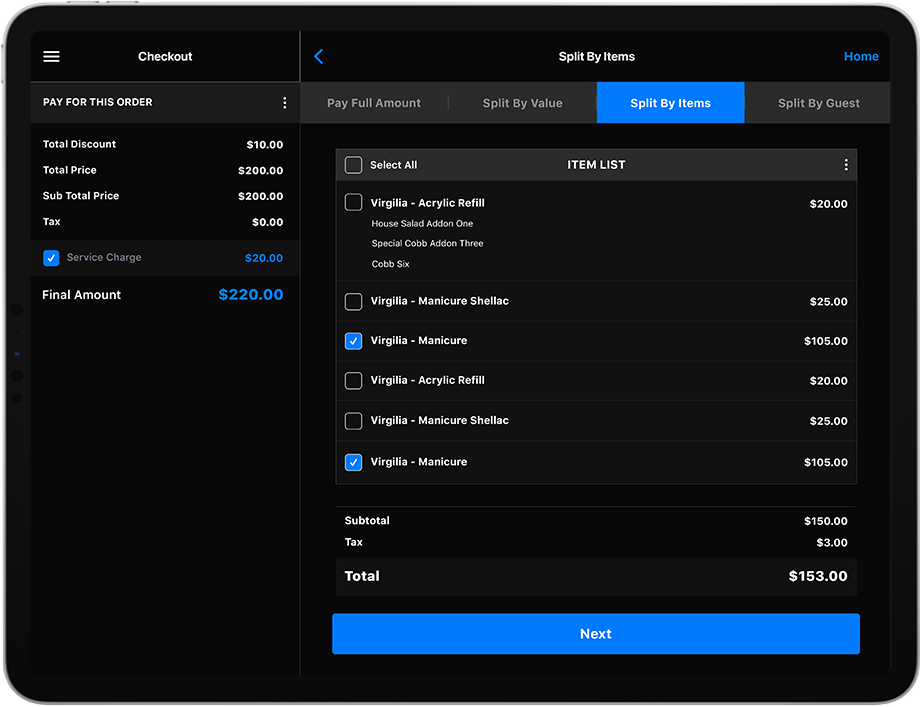 Checkout
PAY FOR THIS ORDER
Total Discount $10.00
Total Price $200.00
Sub Total Price $200.00
Tax $0.00
Service Charge $20.00
Final Amount $220.00
Split By Items
Home
Pay Full Amount
Split By Value
Split By Items
Split By Guest
Select All
ITEM LIST
Virgilia - Acrylic Refill $20.00
House Salad Addon One
Special Cobb Addon Three
Cobb Six
Virgilia - Manicure Shellac $25.00
Virgilia - Manicure $105.00
Virgilia - Acrylic Refill $20.00
Virgilia - Manicure Shellac $25.00
Virgilia - Manicure $105.00
Subtotal $150.00
Tax $3.00
Total $153.00
Next